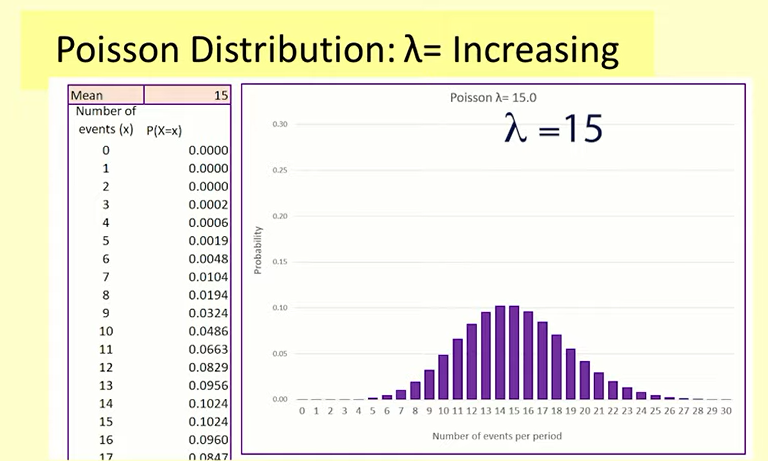 Poisson Distribution: λ= Increasing
Mean 15
Number of
events (x) P(X=x)
0 0.0000
1 0.0000
2 0.0000
3 0.0002
4 0.0006
5 0.0019
6 0.0048
7 0.0104
8 0.0194
9 0.0324
10 0.0486
11 0.0663
12 0.0829
13 0.0956
14 0.1024
15 0.1024
16 0.0960
17 0.0847
Poisson λ= 15.0
λ =15
0.30
0.25
0.20
0.15
0.10
0.05
0.00
Probability
0 1 2 3 4 5 6 7 8 9 10 11 12 13 14 15 16 17 18 19 20 21 22 23 24 25 26 27 28 29 30
Number of events per period